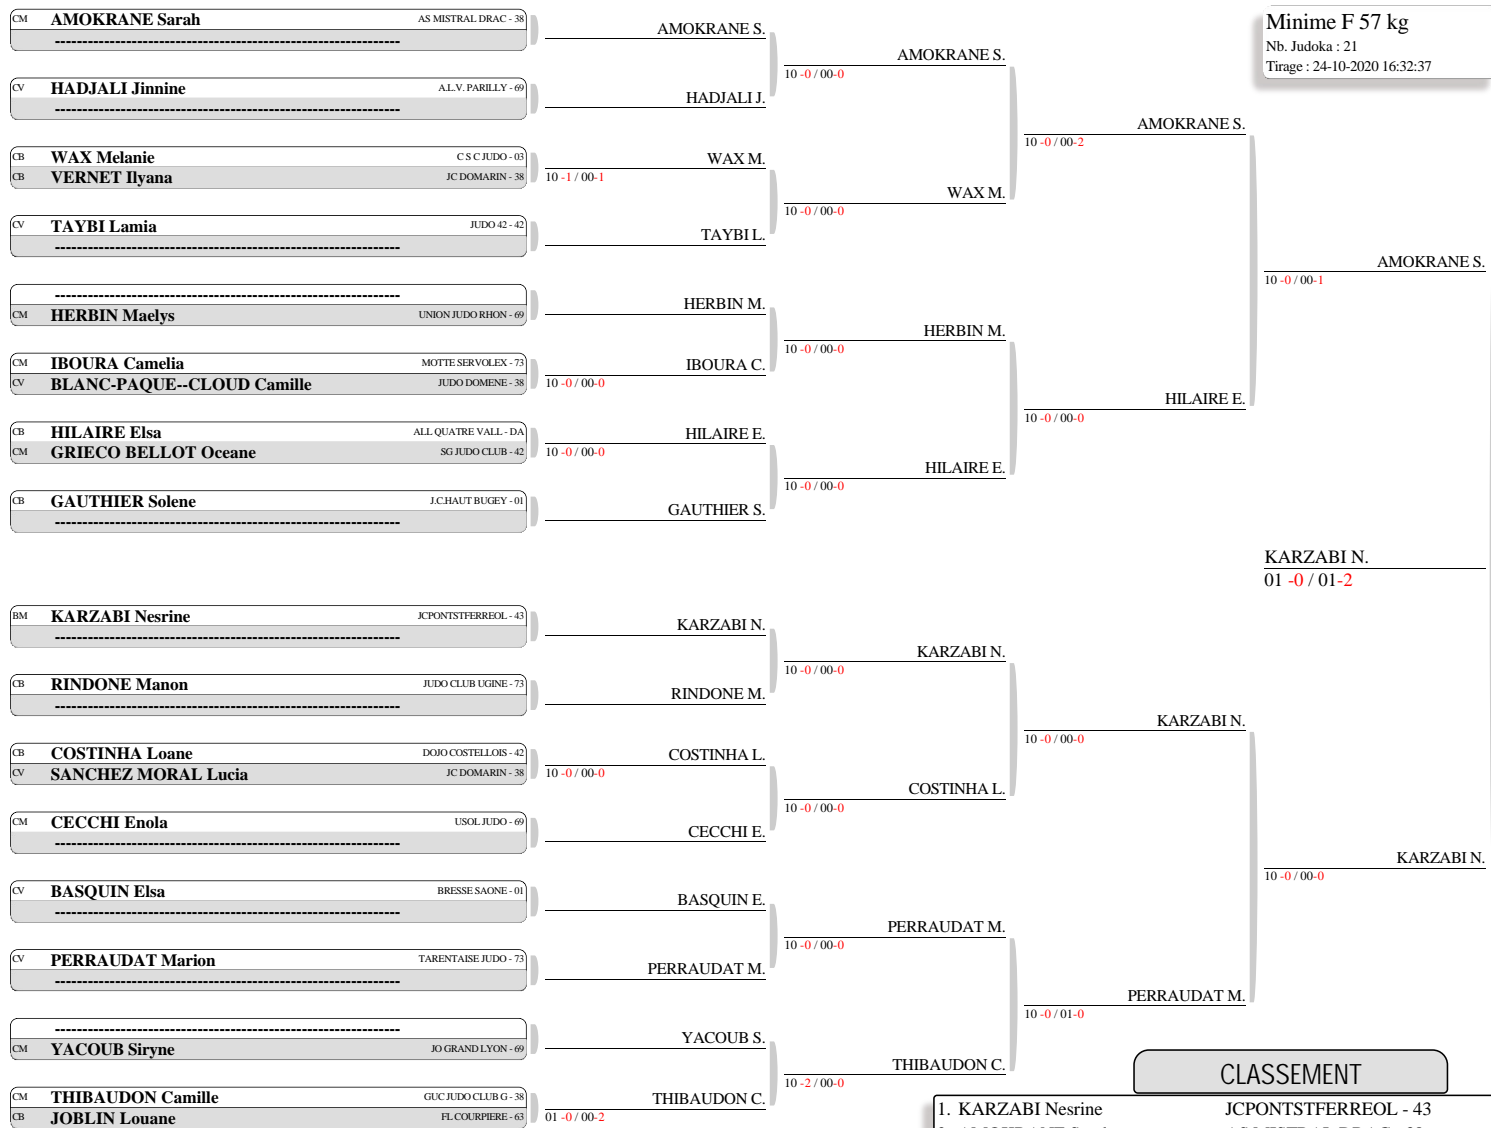 Minime F 57 kg
Nb. Judoka : 21
Tirage : 24-10-2020 16:32:37
CM AMOKRANE Sarah AS MISTRAL DRAC - 38
----------------------------------------------------------------
CV HADJALI Jinnine A.L.V. PARILLY - 69
----------------------------------------------------------------
CB WAX Melanie C S C JUDO - 03
CB VERNET Ilyana JC DOMARIN - 38
CV TAYBI Lamia JUDO 42 - 42
----------------------------------------------------------------
----------------------------------------------------------------
CM HERBIN Maelys UNION JUDO RHON - 69
CM IBOURA Camelia MOTTE SERVOLEX - 73
CV BLANC-PAQUE--CLOUD Camille JUDO DOMENE - 38
CB HILAIRE Elsa ALL QUATRE VALL - DA
CM GRIECO BELLOT Oceane SG JUDO CLUB - 42
CB GAUTHIER Solene J.C.HAUT BUGEY - 01
----------------------------------------------------------------
BM KARZABI Nesrine JCPONTSTFERREOL - 43
----------------------------------------------------------------
CB RINDONE Manon JUDO CLUB UGINE - 73
----------------------------------------------------------------
CB COSTINHA Loane DOJO COSTELLOIS - 42
CV SANCHEZ MORAL Lucia JC DOMARIN - 38
CM CECCHI Enola USOL JUDO - 69
----------------------------------------------------------------
CV BASQUIN Elsa BRESSE SAONE - 01
----------------------------------------------------------------
CV PERRAUDAT Marion TARENTAISE JUDO - 73
----------------------------------------------------------------
----------------------------------------------------------------
CM YACOUB Siryne JO GRAND LYON - 69
CM THIBAUDON Camille GUC JUDO CLUB G - 38
CB JOBLIN Louane FL COURPIERE - 63
AMOKRANE S.
HADJALI J.
WAX M.
10 -1 / 00-1
TAYBI L.
HERBIN M.
IBOURA C.
10 -0 / 00-0
HILAIRE E.
10 -0 / 00-0
GAUTHIER S.
KARZABI N.
RINDONE M.
COSTINHA L.
10 -0 / 00-0
CECCHI E.
BASQUIN E.
PERRAUDAT M.
YACOUB S.
THIBAUDON C.
01 -0 / 00-2
AMOKRANE S.
10 -0 / 00-0
WAX M.
10 -0 / 00-0
HERBIN M.
10 -0 / 00-0
HILAIRE E.
10 -0 / 00-0
KARZABI N.
10 -0 / 00-0
COSTINHA L.
10 -0 / 00-0
PERRAUDAT M.
10 -0 / 00-0
THIBAUDON C.
10 -2 / 00-0
AMOKRANE S.
10 -0 / 00-2
HILAIRE E.
10 -0 / 00-0
KARZABI N.
10 -0 / 00-0
PERRAUDAT M.
10 -0 / 01-0
AMOKRANE S.
10 -0 / 00-1
KARZABI N.
01 -0 / 01-2
KARZABI N.
10 -0 / 00-0
CLASSEMENT
1. KARZABI Nesrine JCPONTSTFERREOL - 43